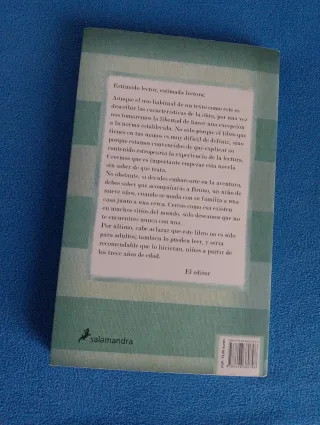 Estimado lector, estimada lectora:
Aunque el uso habitual de un texto como este es
describir las características de la obra, por una vez
nos tomaremos la libertad de hacer una excepción
a la norma establecida. No sólo porque el libro que
tienes en tus manos es muy difícil de definir, sino
porque estamos convencidos de que explicar su
contenido estropearía la experiencia de la lectura.
Creemos que es importante empezar esta novela
sin saber de qué trata.
No obstante, si decides embarcarte en la aventura,
debes saber que acompañarás a Bruno, un niño de
nueve años, cuando se muda con su familia a una
casa junto a una cerca. Cercas como ésa existen
en muchos sitios del mundo, sólo deseamos que no
te encuentres nunca con una.
Por último, cabe aclarar que este libro no es sólo
para adultos; también lo pueden leer, y sería
recomendable que lo hicieran, niños a partir de
los trece años de edad.
El editor
salamandra